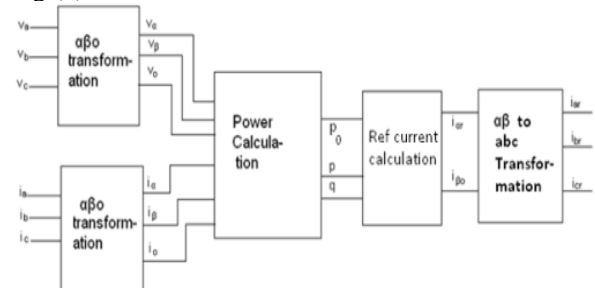 va
vb
vc
αβo
transform-
ation
vα
vβ
vo
ia
ib
ic
αβo
transform-
ation
iα
iβ
io
Power
Calcula-
tion
p0
p
q
Ref current
calculation
iαr
iβo
αβ to
abc
Transfor-
mation
iar
ibr
icr